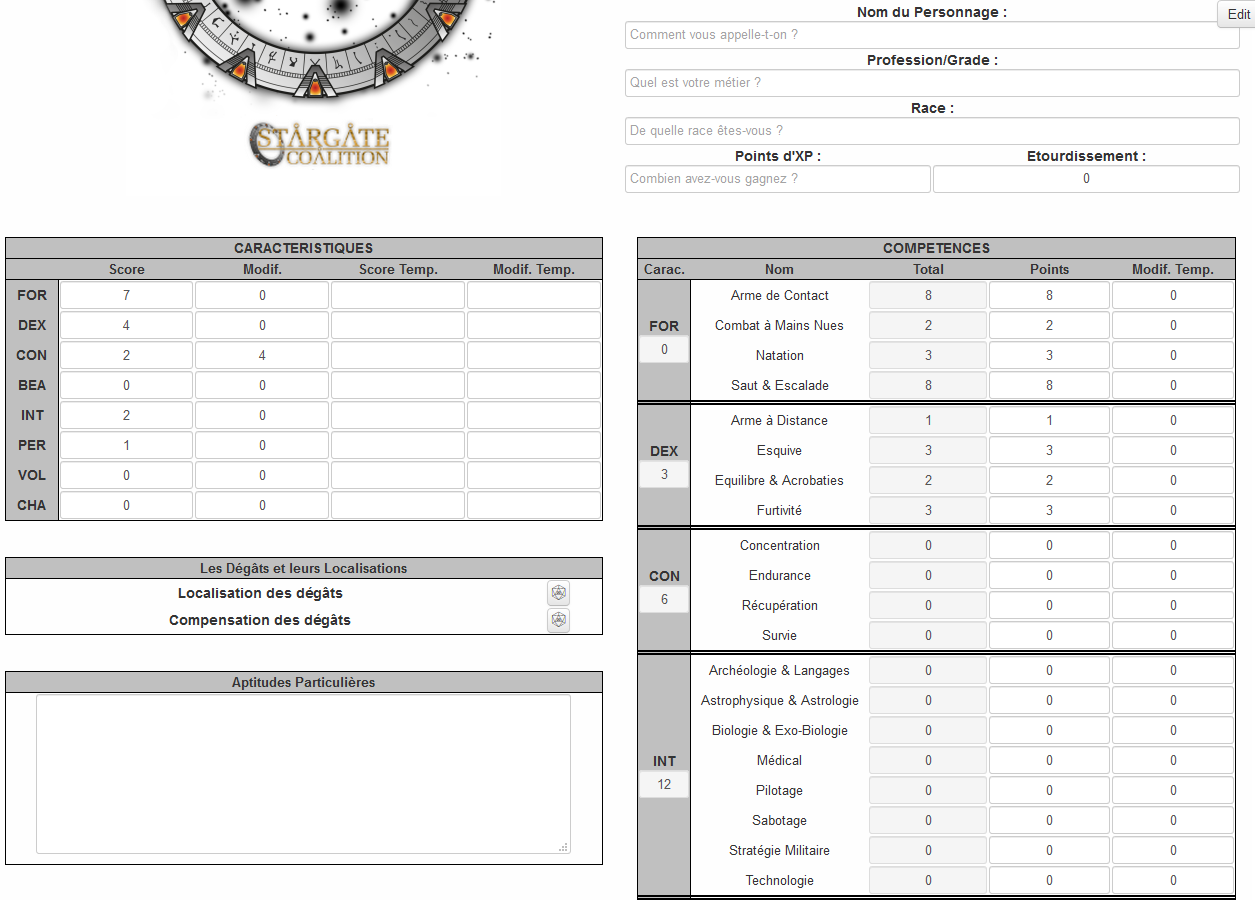 Edit
Nom du Personnage :
Comment vous appelle-t-on ?
Profession/Grade :
Quel est votre métier ?
Race :
De quelle race êtes-vous ?
Points d'XP : Etourdissement :
Combien avez-vous gagnez ? 0
STARGATE
COALITION
CARACTERISTIQUES
Score Modif. Score Temp. Modif. Temp.
FOR 7 0
DEX 4 0
CON 2 4
BEA 0 0
INT 2 0
PER 1 0
VOL 0 0
CHA 0 0
Les Dégâts et leurs Localisations
Localisation des dégâts
Compensation des dégâts
Aptitudes Particulières
COMPETENCES
Carac. Nom Total Points Modif. Temp.
FOR
0
Arme de Contact 8 8 0
Combat à Mains Nues 2 2 0
Natation 3 3 0
Saut & Escalade 8 8 0
DEX
3
Arme à Distance 1 1 0
Esquive 3 3 0
Equilibre & Acrobaties 2 2 0
Furtivité 3 3 0
CON
6
Concentration 0 0 0
Endurance 0 0 0
Récupération 0 0 0
Survie 0 0 0
INT
12
Archéologie & Langages 0 0 0
Astrophysique & Astrologie 0 0 0
Biologie & Exo-Biologie 0 0 0
Médical 0 0 0
Pilotage 0 0 0
Sabotage 0 0 0
Stratégie Militaire 0 0 0
Technologie 0 0 0